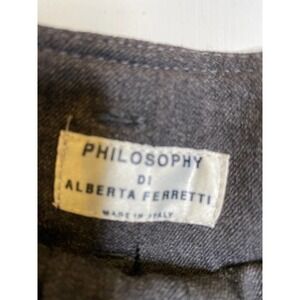 PHILOSOPHY
DI
ALBERTA FERRETTI
MADE IN ITALY